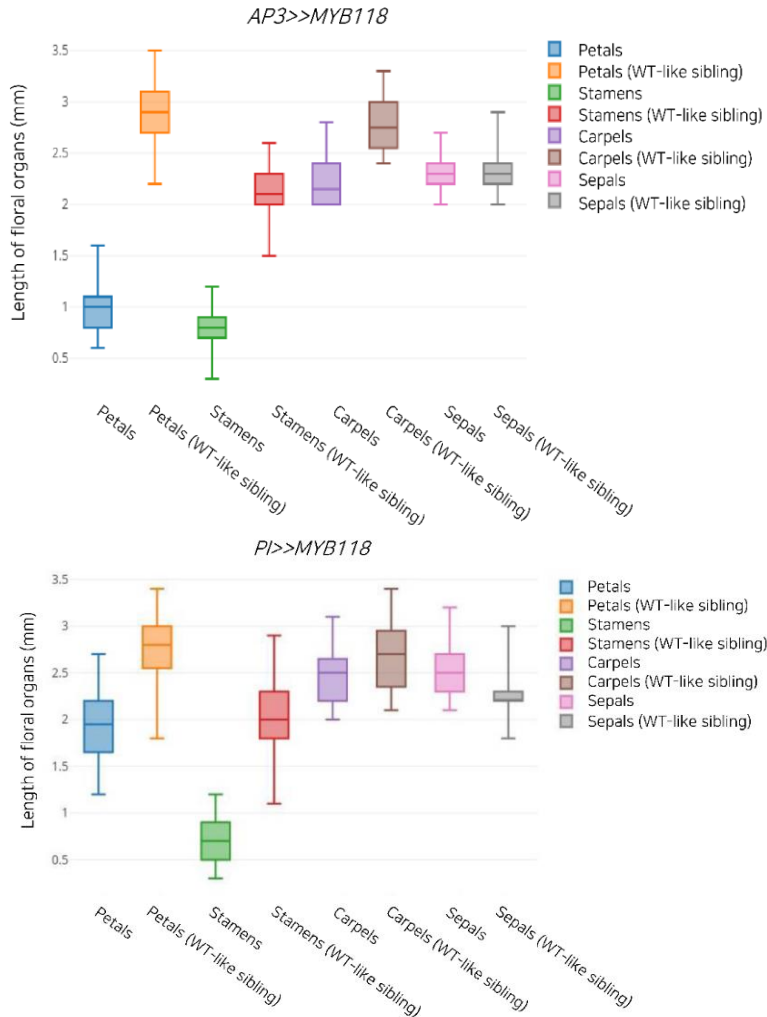 AP3>>MYB118
Length of floral organs (mm)
3.5
3
2.5
2
1.5
1
0.5
Petals
Petals (WT-like sibling)
Stamens
Stamens (WT-like sibling)
Carpels
Carpels (WT-like sibling)
Sepals
Sepals (WT-like sibling)
Petals
Petals (WT-like sibling)
Stamens
Stamens (WT-like sibling)
Carpels
Carpels (WT-like sibling)
Sepals
Sepals (WT-like sibling)
PI>>MYB118
Length of floral organs (mm)
3.5
3
2.5
2
1.5
1
0.5
Petals
Petals (WT-like sibling)
Stamens
Stamens (WT-like sibling)
Carpels
Carpels (WT-like sibling)
Sepals
Sepals (WT-like sibling)
Petals
Petals (WT-like sibling)
Stamens
Stamens (WT-like sibling)
Carpels
Carpels (WT-like sibling)
Sepals
Sepals (WT-like sibling)